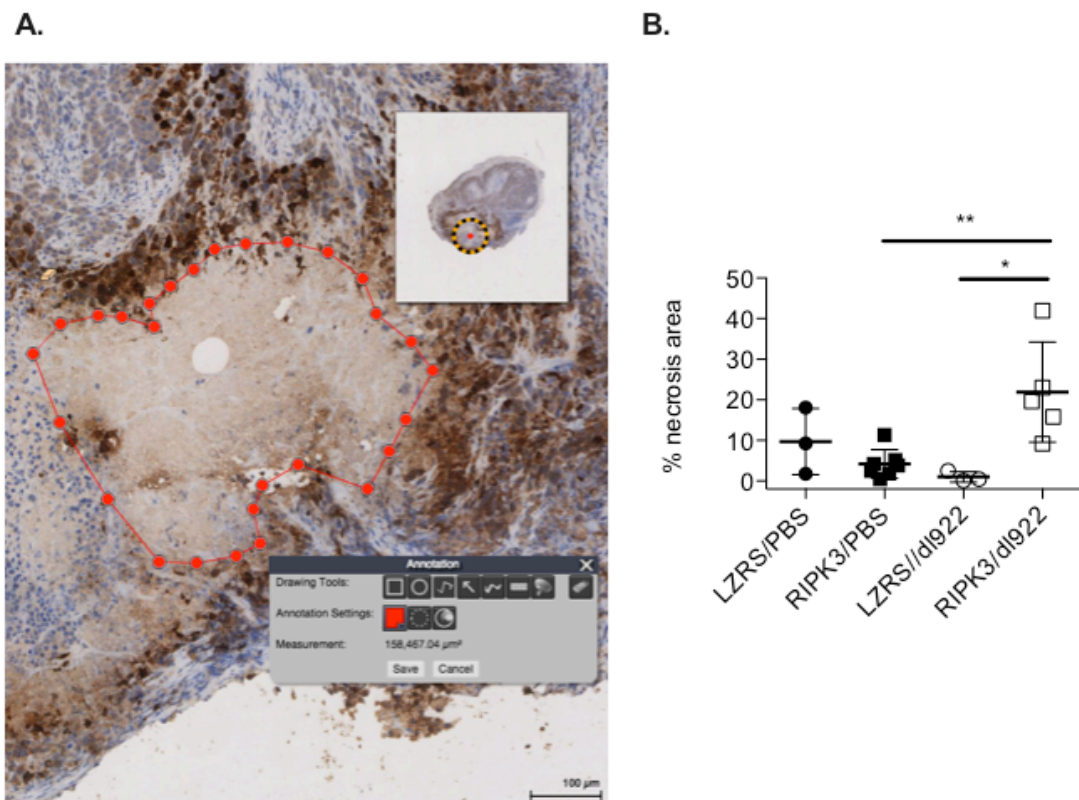 A.
B.
Annotation
Drawing Tools:
Annotation Settings:
Measurement: 158,467.04 µm²
Save Cancel
100 µm
**
*
% necrosis area
50
40
30
20
10
0
LZRS/PBS
RIPK3/PBS
LZRS//dl922
RIPK3/dl922